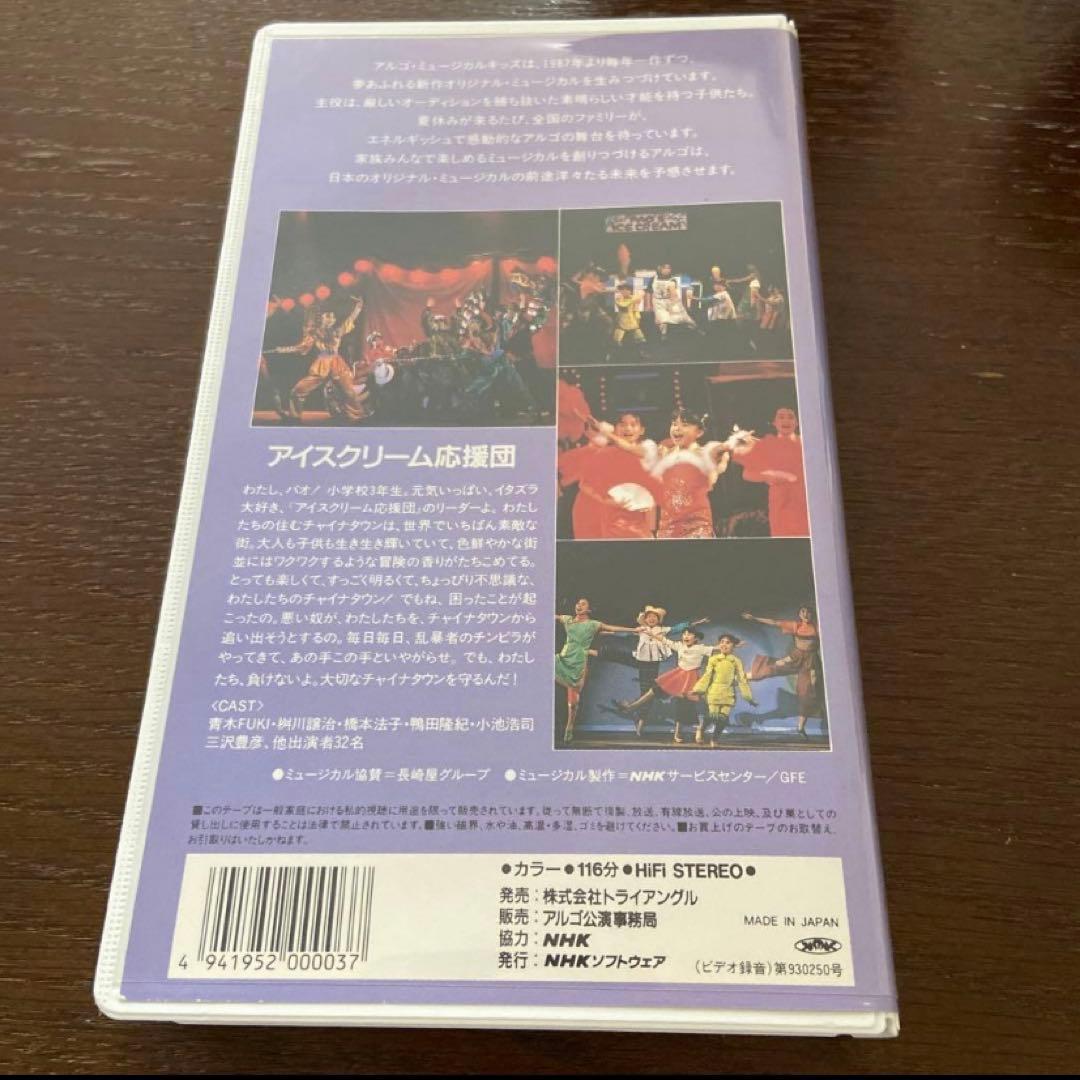 アルゴ・ミュージカルキッズは、1987年より毎年一作ずつ、
夢あふれる新作オリジナル・ミュージカルを生みつづけています。
主役は、厳しいオーディションを勝ち抜いた素晴らしい才能を持つ子供たち。
夏休みが来るたび、全国のファミリーが、
エネルギッシュで感動的なアルゴの舞台を待っています。
家族みんなで楽しめるミュージカルを創りつづけるアルゴは、
日本のオリジナル・ミュージカルの前途洋々たる未来を予感させます。
ICE CREAM
アイスクリーム応援団
わたし、バオ! 小学校3年生。元気いっぱい、イタズラ
大好き、「アイスクリーム応援団」のリーダーよ。わたし
たちの住むチャイナタウンは、世界でいちばん素敵な
街。大人も子供も生き生き輝いていて、色鮮やかな街
並にはワクワクするような冒険の香りがたちこめてる。
とっても楽しくて、すっごく明るくて、ちょっぴり不思議な、
わたしたちのチャイナタウン! でもね、困ったことが起
こったの。悪い奴が、わたしたちを、チャイナタウンから
追い出そうとするの。毎日毎日、乱暴者のチンピラが
やってきて、あの手この手といやがらせ。でも、わたし
たち、負けないよ。大切なチャイナタウンを守るんだ!
〈CAST〉
青木FUKI・桝川譲治・橋本法子・鴨田隆紀・小池浩司
三沢豊彦、他出演者32名
●ミュージカル協賛=長崎屋グループ ●ミュージカル製作=NHKサービスセンター/GFE
■このテープは一般家庭における私的視聴に用途を限って販売されています。従って無断で複製、放送、有線放送、公の上映、及び業としての
貸し出しに使用することは法律で禁止されています。■強い磁界、水や油、高温・多湿、ゴミを避けてください。■お買上げのテープのお取替え、
お引取りはいたしかねます。
●カラー●116分●HiFi STEREO●
発売:株式会社トライアングル
販売:アルゴ公演事務局
協力:NHK
発行:NHKソフトウェア
MADE IN JAPAN
(ビデオ録音)第930250号
4 941952 000037